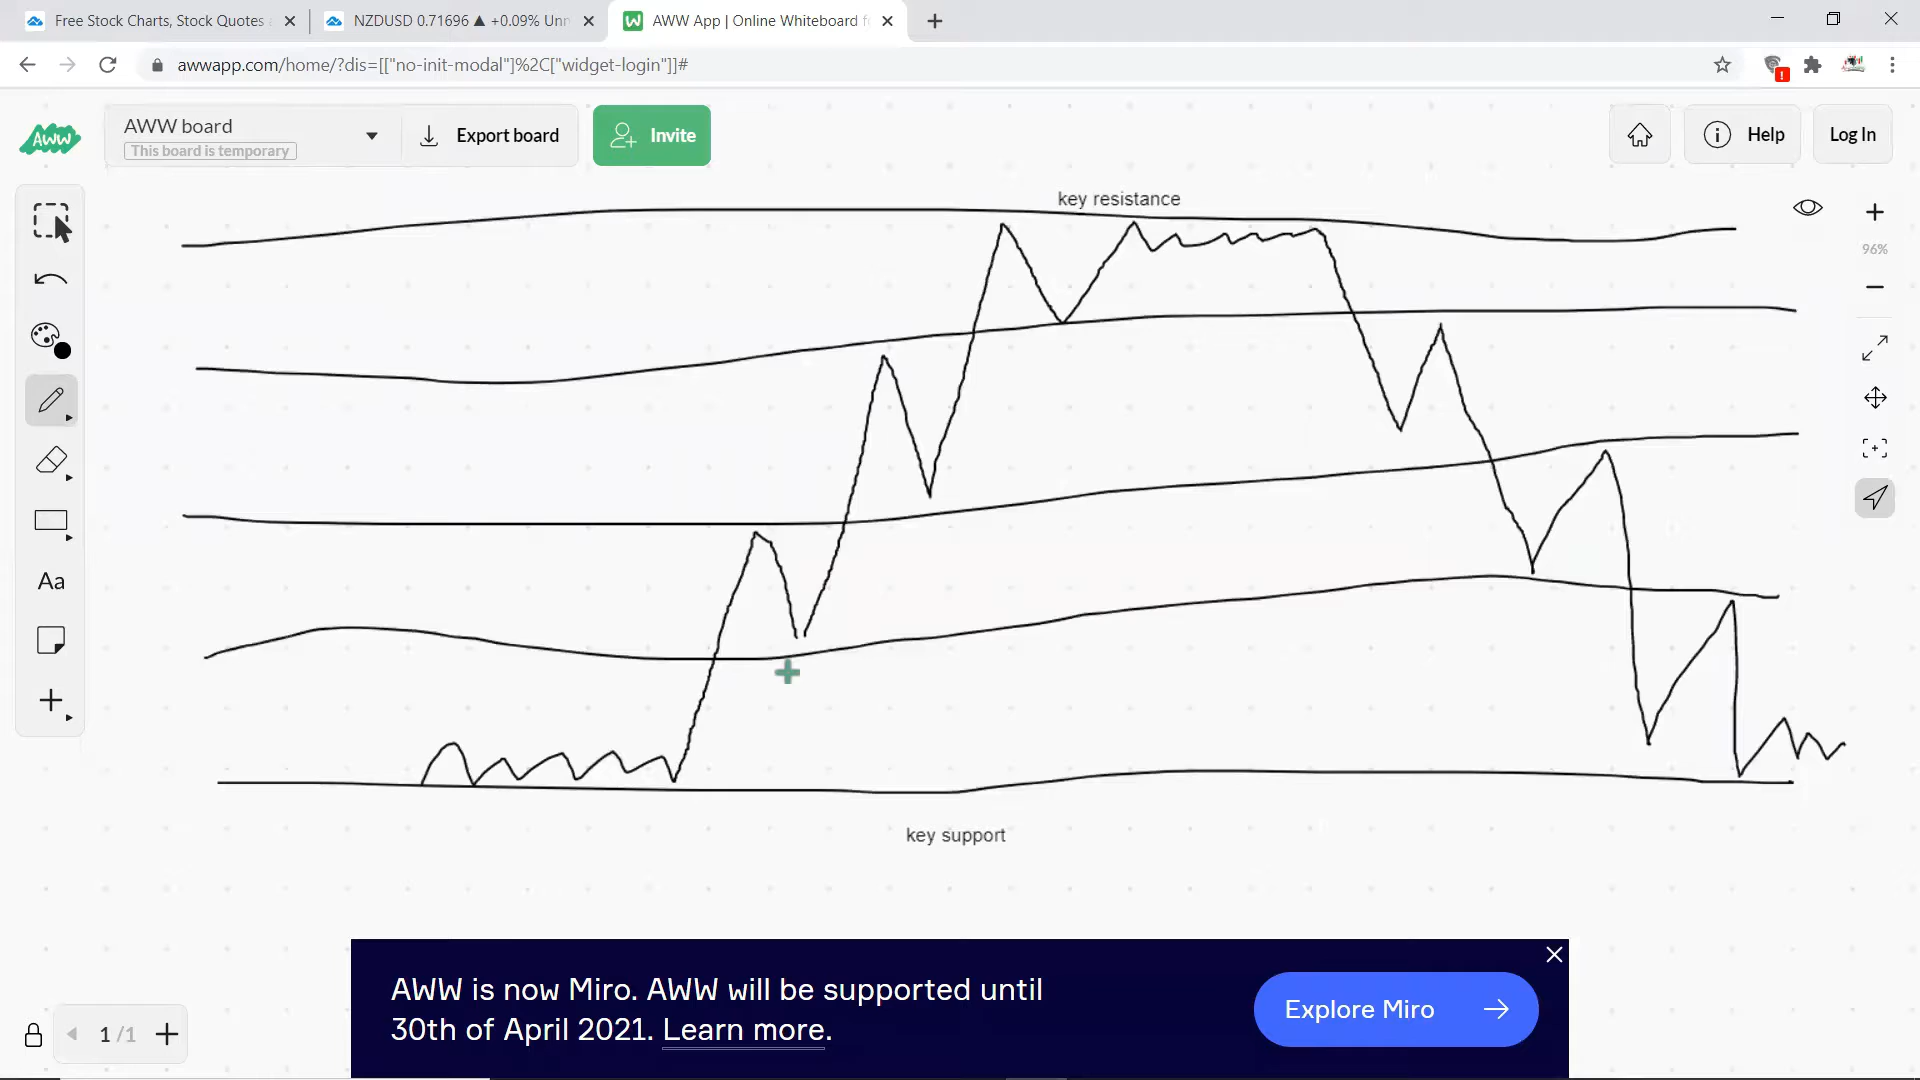 Free Stock Charts, Stock Quotes
NZDUSD 0.71696 ▲ +0.09% Unn
AWW App | Online Whiteboard f
awwapp.com/home/?dis=[["no-init-modal"]%2C["widget-login"]]#
AWW
AWW board
This board is temporary
Export board
Invite
Help
Log In
key resistance
96%
Aa
key support
AWW is now Miro. AWW will be supported until
30th of April 2021. Learn more.
Explore Miro
1 /1